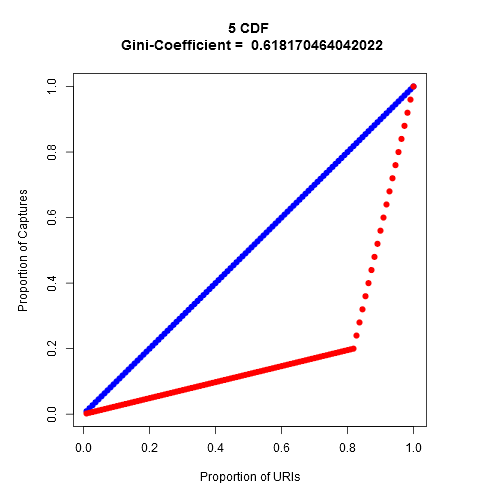 5 CDF
Gini-Coefficient = 0.618170464042022
Proportion of Captures
1.0
0.8
0.6
0.4
0.2
0.0
0.0 0.2 0.4 0.6 0.8 1.0
Proportion of URIs